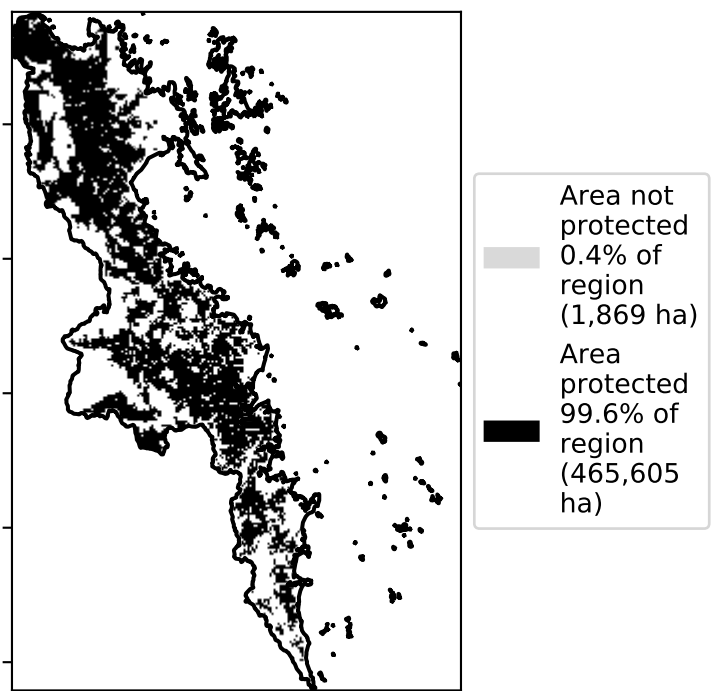 Area not
protected
0.4% of
region
(1,869 ha)
Area
protected
99.6% of
region
(465,605
ha)